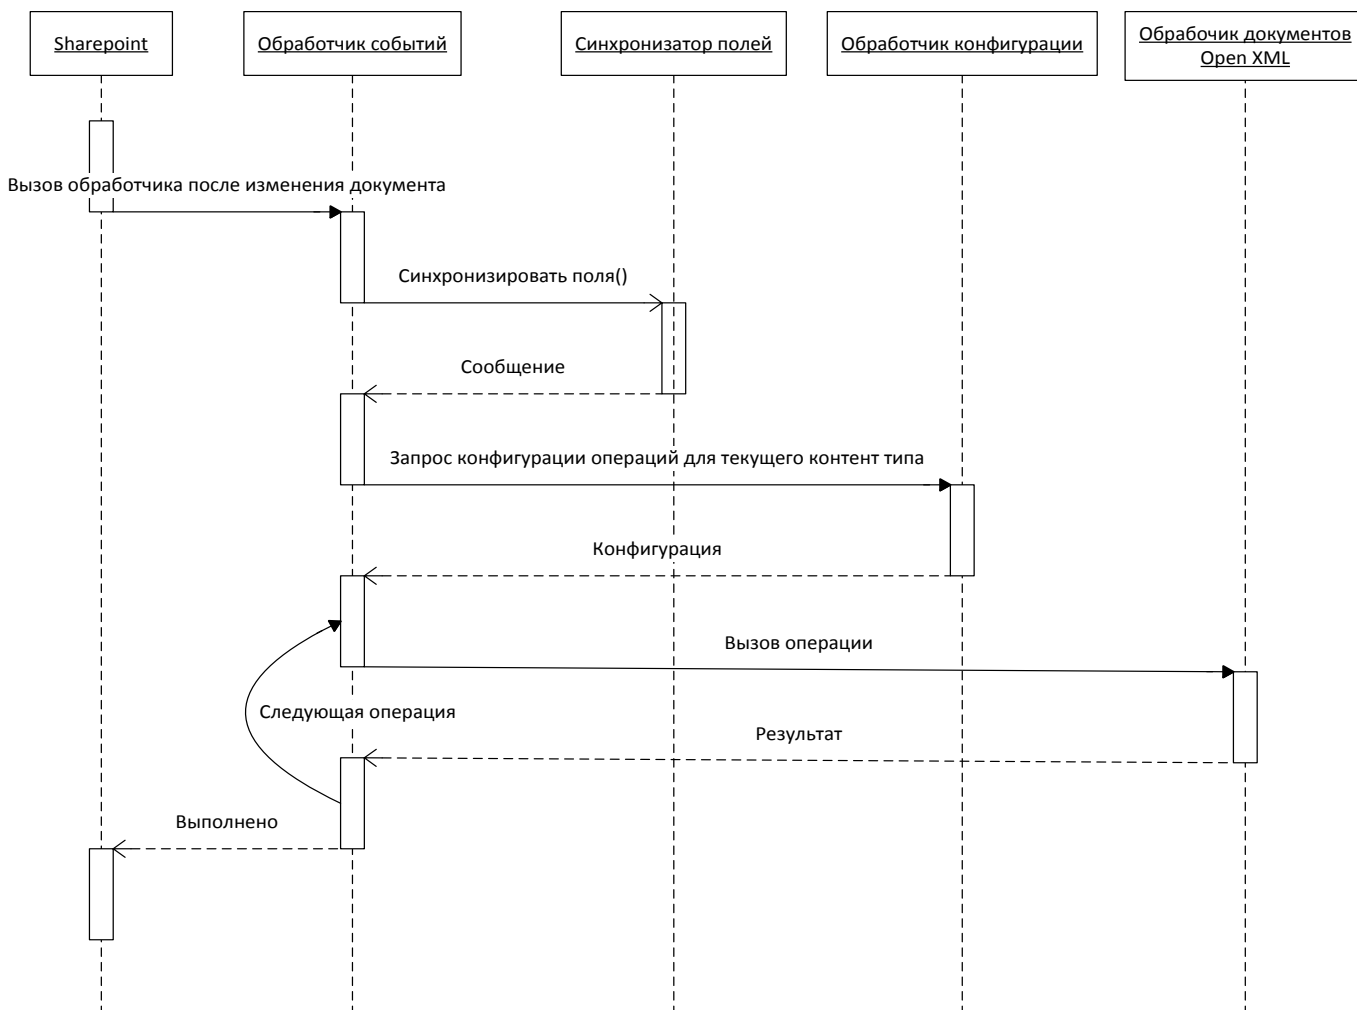 Sharepoint
Обработчик событий
Синхронизатор полей
Обработчик конфигурации
Обрабочик документов
Open XML
Вызов обработчика после изменения документа
Синхронизировать поля()
Сообщение
Запрос конфигурации операций для текущего контент типа
Конфигурация
Вызов операции
Следующая операция
Результат
Выполнено